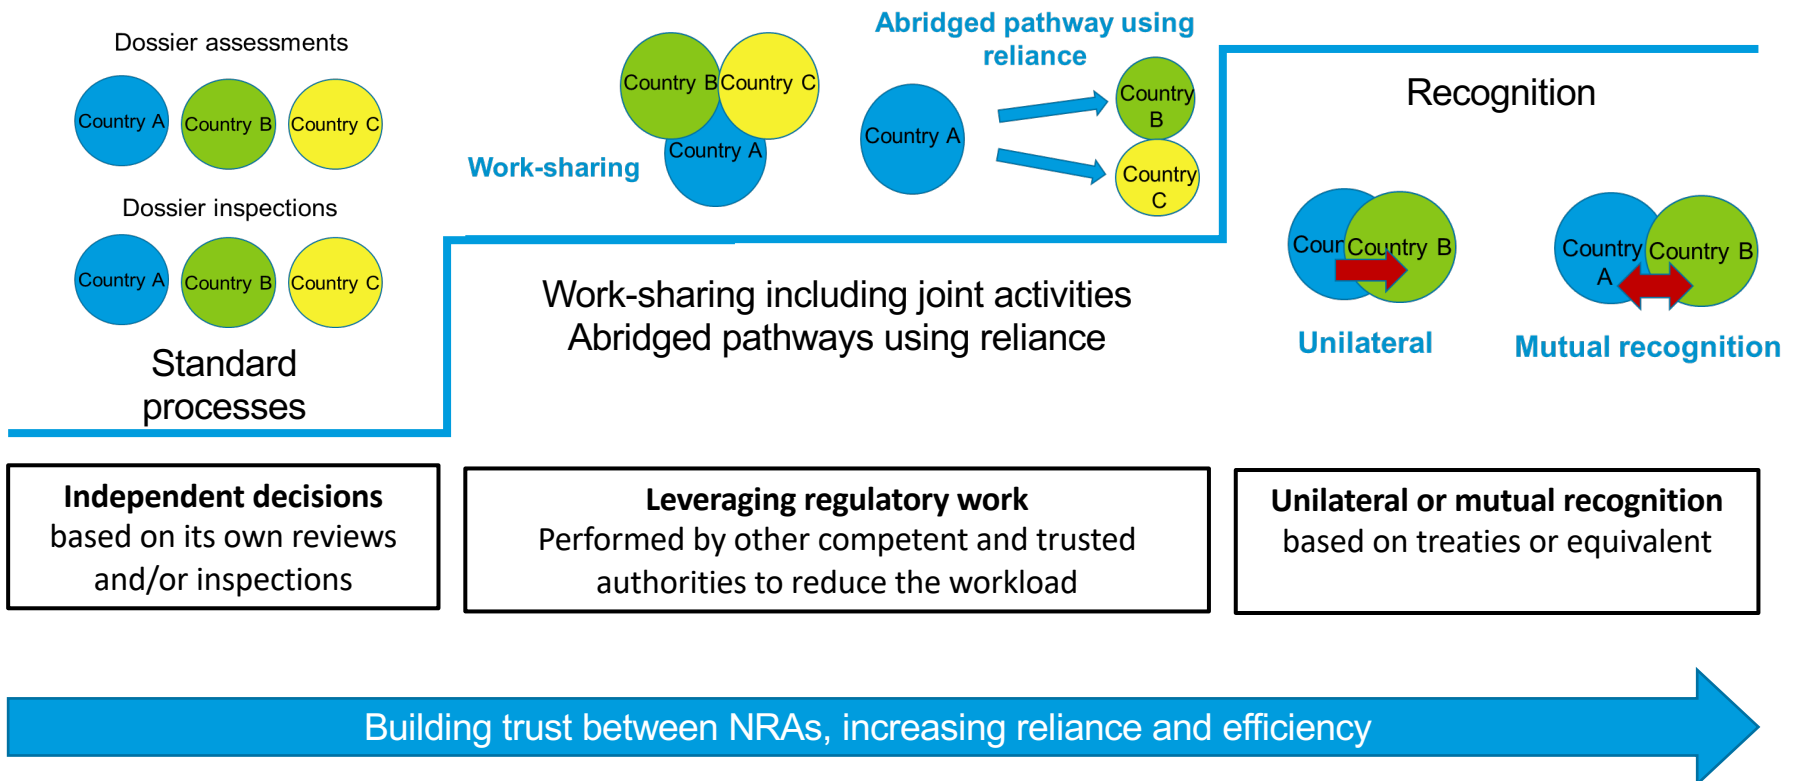 Dossier assessments
Country A
Country B
Country C
Dossier inspections
Country A
Country B
Country C
Standard
processes
Country B
Country C
Country A
Work-sharing
Abridged pathway using
reliance
Country A
Country
B
Country
C
Work-sharing including joint activities
Abridged pathways using reliance
Recognition
Coun
Country B
Unilateral
Country
A
Country B
Mutual recognition
Independent decisions
based on its own reviews
and/or inspections
Leveraging regulatory work
Performed by other competent and trusted
authorities to reduce the workload
Unilateral or mutual recognition
based on treaties or equivalent
Building trust between NRAs, increasing reliance and efficiency